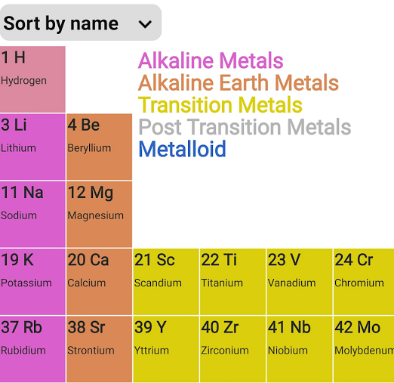 Sort by name
1 H
Hydrogen
Alkaline Metals
Alkaline Earth Metals
Transition Metals
Post Transition Metals
Metalloid
3 Li 4 Be
Lithium Beryllium
11 Na 12 Mg
Sodium Magnesium
19 K 20 Ca 21 Sc 22 Ti 23 V 24 Cr
Potassium Calcium Scandium Titanium Vanadium Chromium
37 Rb 38 Sr 39 Y 40 Zr 41 Nb 42 Mo
Rubidium Strontium Yttrium Zirconium Niobium Molybdenum